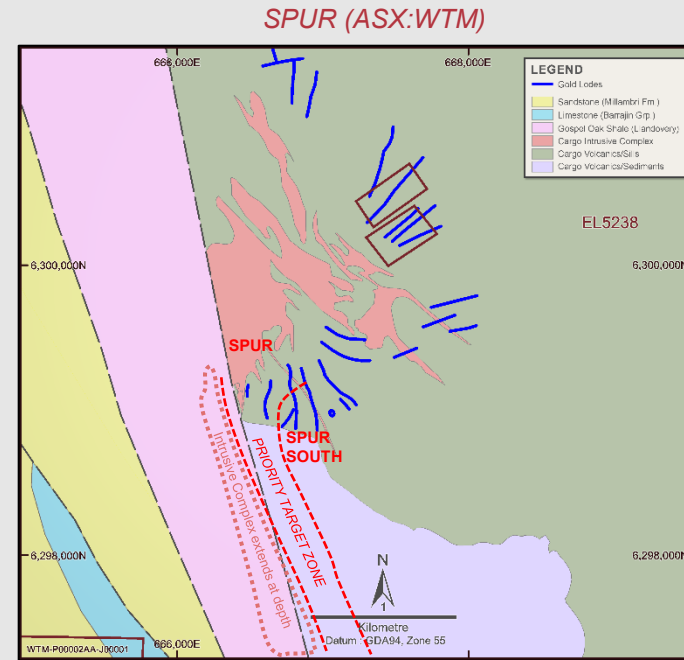 SPUR (ASX:WTM)
668,000E
668,000E
LEGEND
Gold Lodes
Sandstone (Millambri Fm.)
Limestone (Barrajin Grp.)
Gospel Oak Shale (Llandovery)
Cargo Intrusive Complex
Cargo Volcanics/Sills
Cargo Volcanics/Sediments
EL5238
6,300,000N
6,300,000N
SPUR
SPUR
SOUTH
PRIORITY TARGET ZONE
Intrusive Complex extends at depth
6,298,000N
6,298,000N
N
1
Kilometre
Datum : GDA94, Zone 55
WTM-P00002AA-J00001
666,000E
668,000E